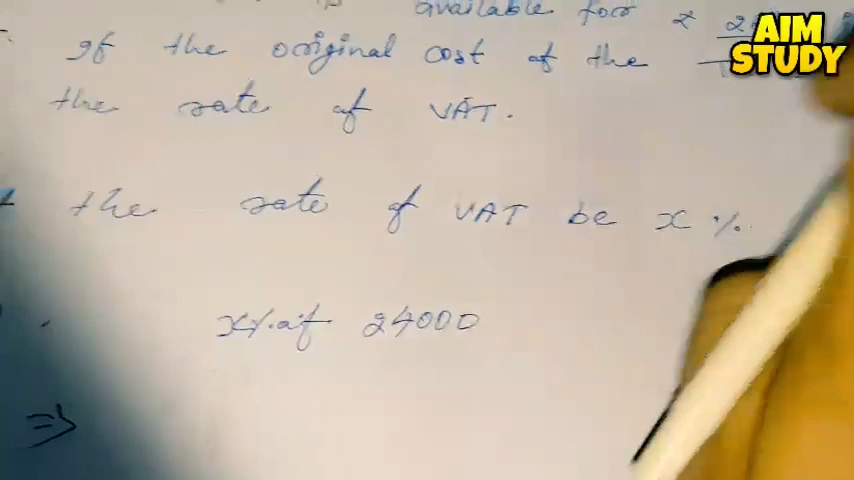 available for ₹
If the original cost of the
the rate of VAT.
the rate of VAT be x %.
x%.of 24000
⇒
AIM
STUDY